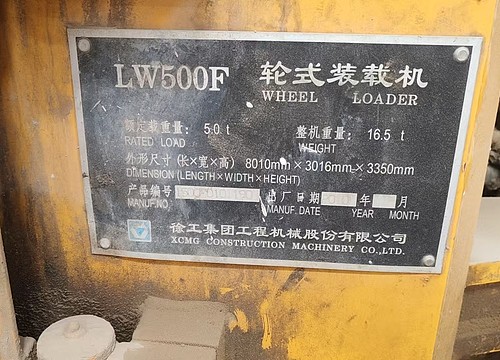 LW500F 轮式装载机
WHEEL LOADER
额定载重量: 5.0 t 整机重量: 16.5 t
RATED LOAD WEIGHT
外形尺寸 (长×宽×高) 8010mm×3016mm×3350mm
DIMENSION (LENGTH×WIDTH×HEIGHT)
产品编号 出厂日期 年 月
MANUF.NO. MANUF. DATE YEAR MONTH
徐工集团工程机械股份有限公司
XCMG CONSTRUCTION MACHINERY CO.,LTD.